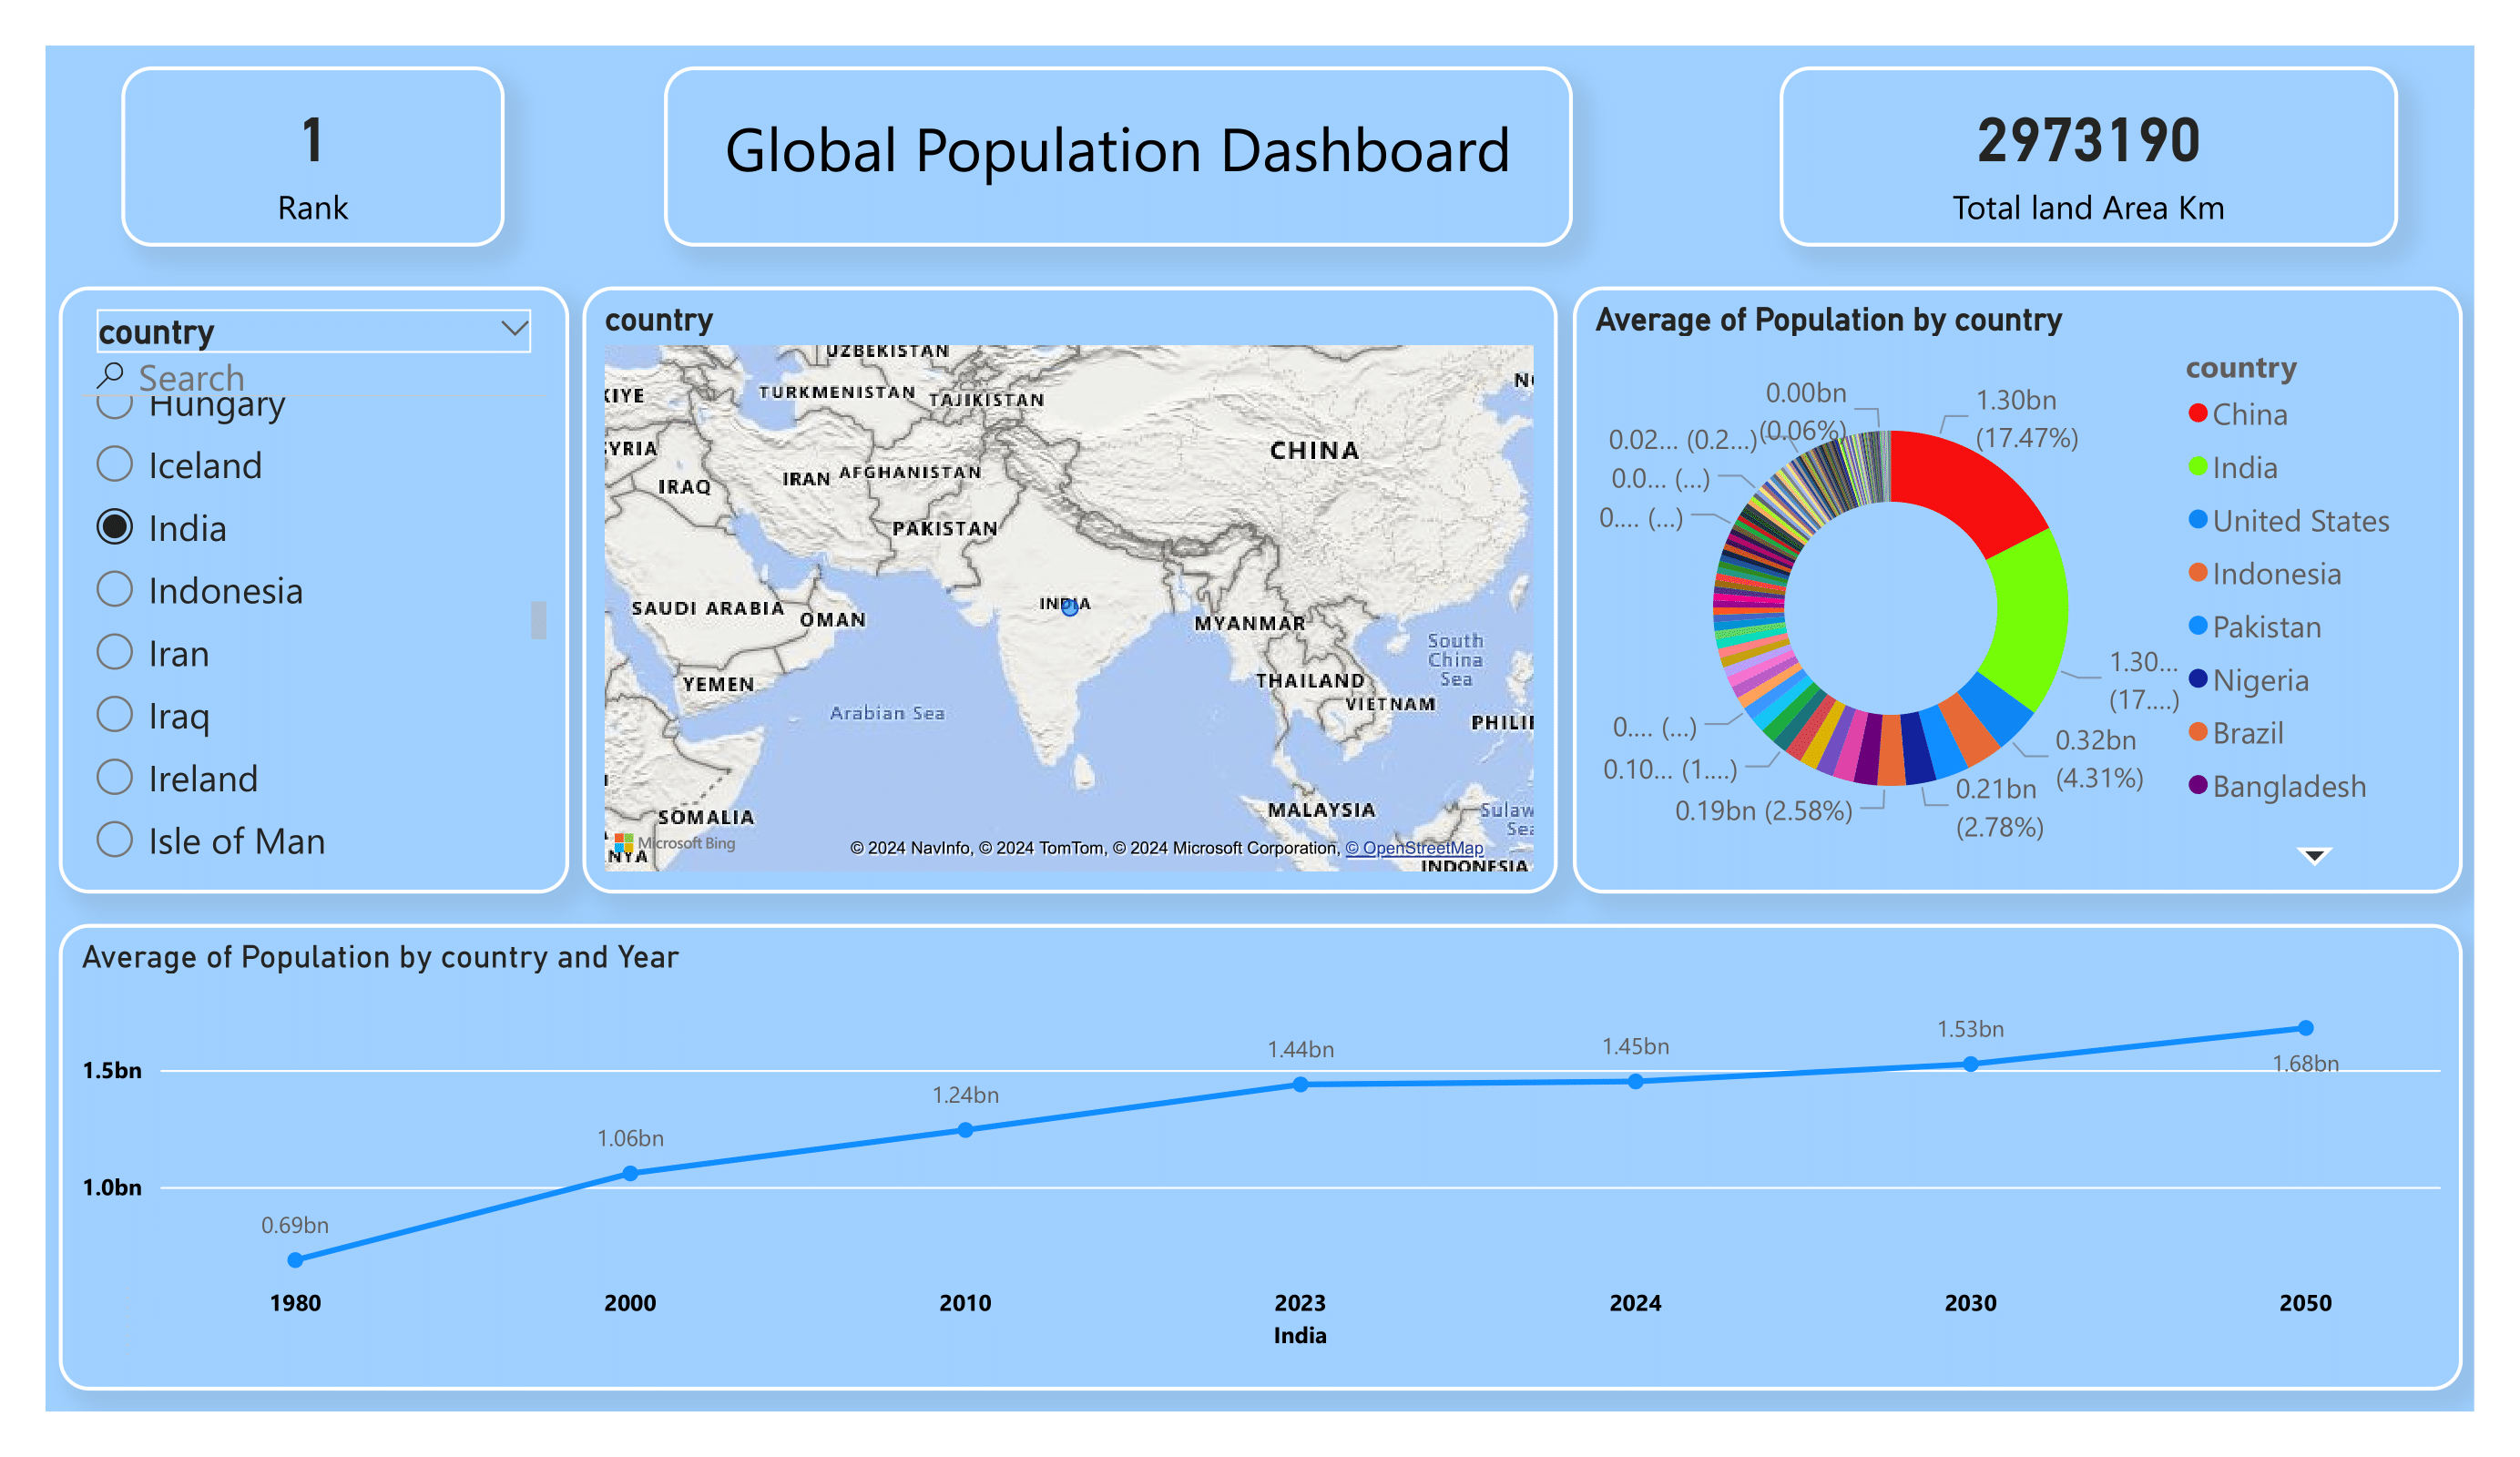 1
Rank
Global Population Dashboard
2973190
Total land Area Km
country
Search
Hungary
Iceland
India
Indonesia
Iran
Iraq
Ireland
Isle of Man
country
UZBEKISTAN
TURKMENISTAN
TAJIKISTAN
KIYE
CHINA
SYRIA
IRAN
AFGHANISTAN
IRAQ
PAKISTAN
SAUDI ARABIA
OMAN
INDIA
MYANMAR
South
China
Sea
YEMEN
THAILAND
VIETNAM
Arabian Sea
PHILI
SOMALIA
MALAYSIA
Sulaw
Sea
NYA
Microsoft Bing
© 2024 NavInfo, © 2024 TomTom, © 2024 Microsoft Corporation, © OpenStreetMap
INDONESIA
Average of Population by country
0.00bn
(0.06%)
1.30bn
(17.47%)
0.02... (0.2...)
0.0... (...)
0.... (...)
1.30...
(17....)
0.32bn
(4.31%)
0.21bn
(2.78%)
0.19bn (2.58%)
0.10... (1....)
0.... (...)
country
China
India
United States
Indonesia
Pakistan
Nigeria
Brazil
Bangladesh
Average of Population by country and Year
1.5bn
1.0bn
0.69bn
1.06bn
1.24bn
1.44bn
1.45bn
1.53bn
1.68bn
1980
2000
2010
2023
2024
2030
2050
India